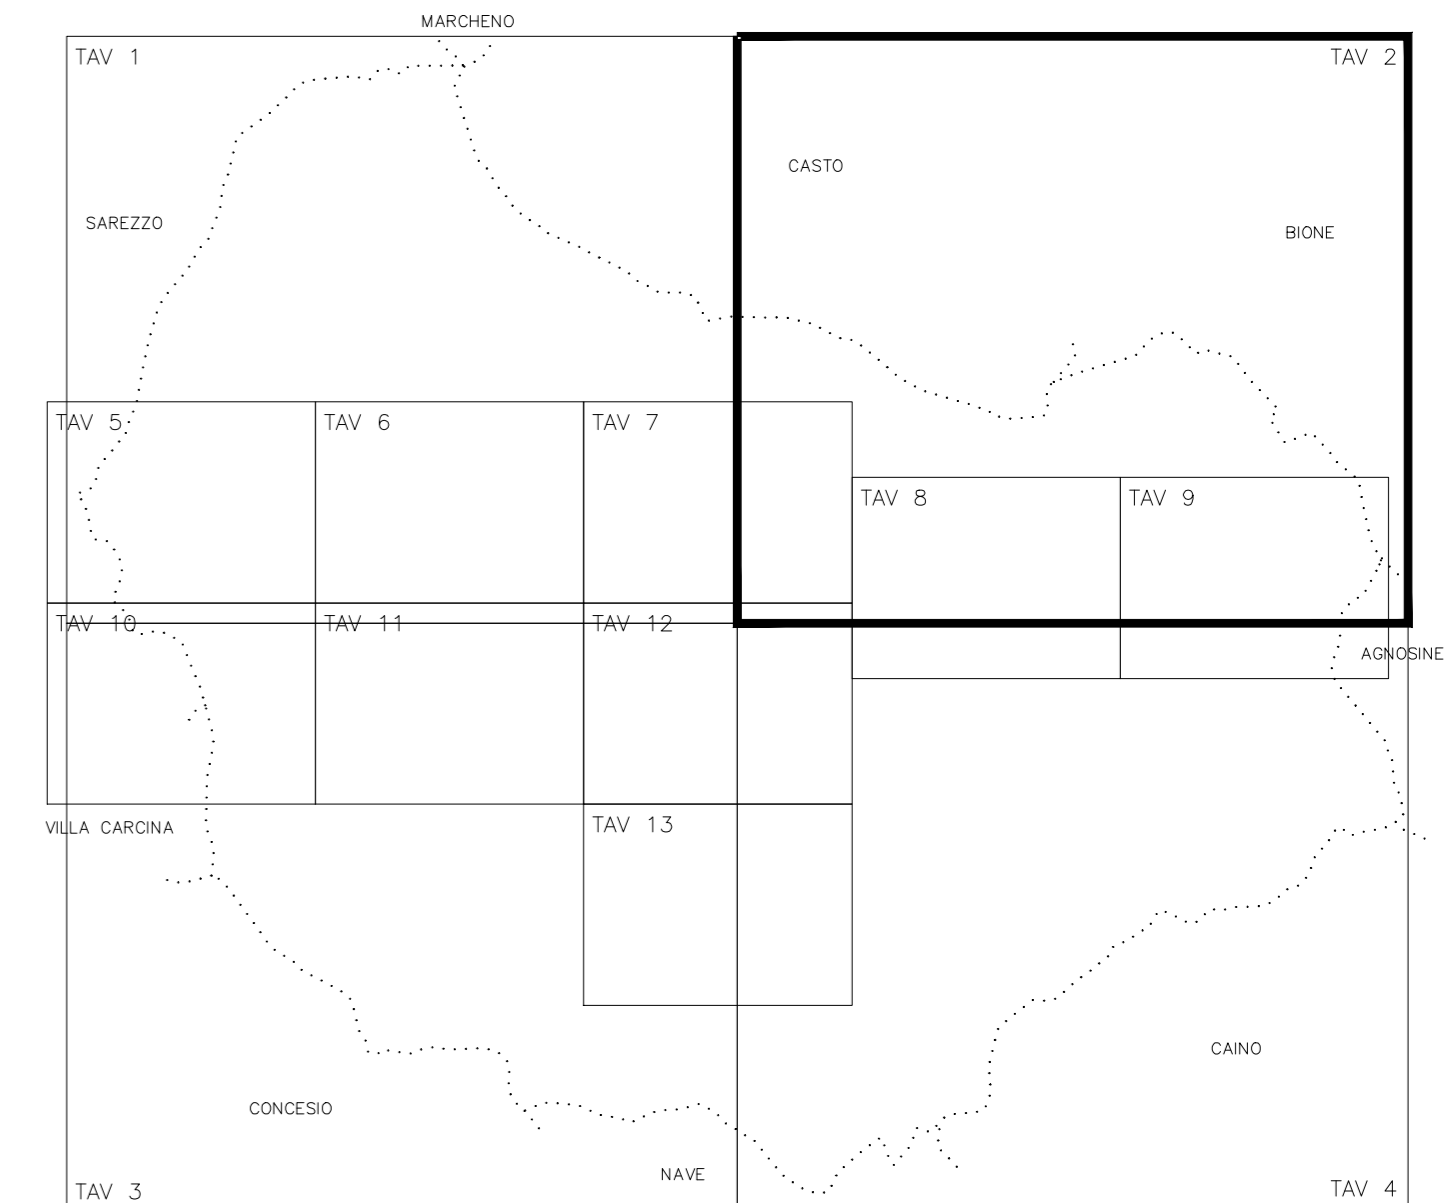 MARCHENO
TAV 1
TAV 2
CASTO
SAREZZO
BIONE
TAV 5
TAV 6
TAV 7
TAV 8
TAV 9
TAV 10
TAV 11
TAV 12
AGNOSINE
VILLA CARCINA
TAV 13
CAINO
CONCESIO
NAVE
TAV 3
TAV 4